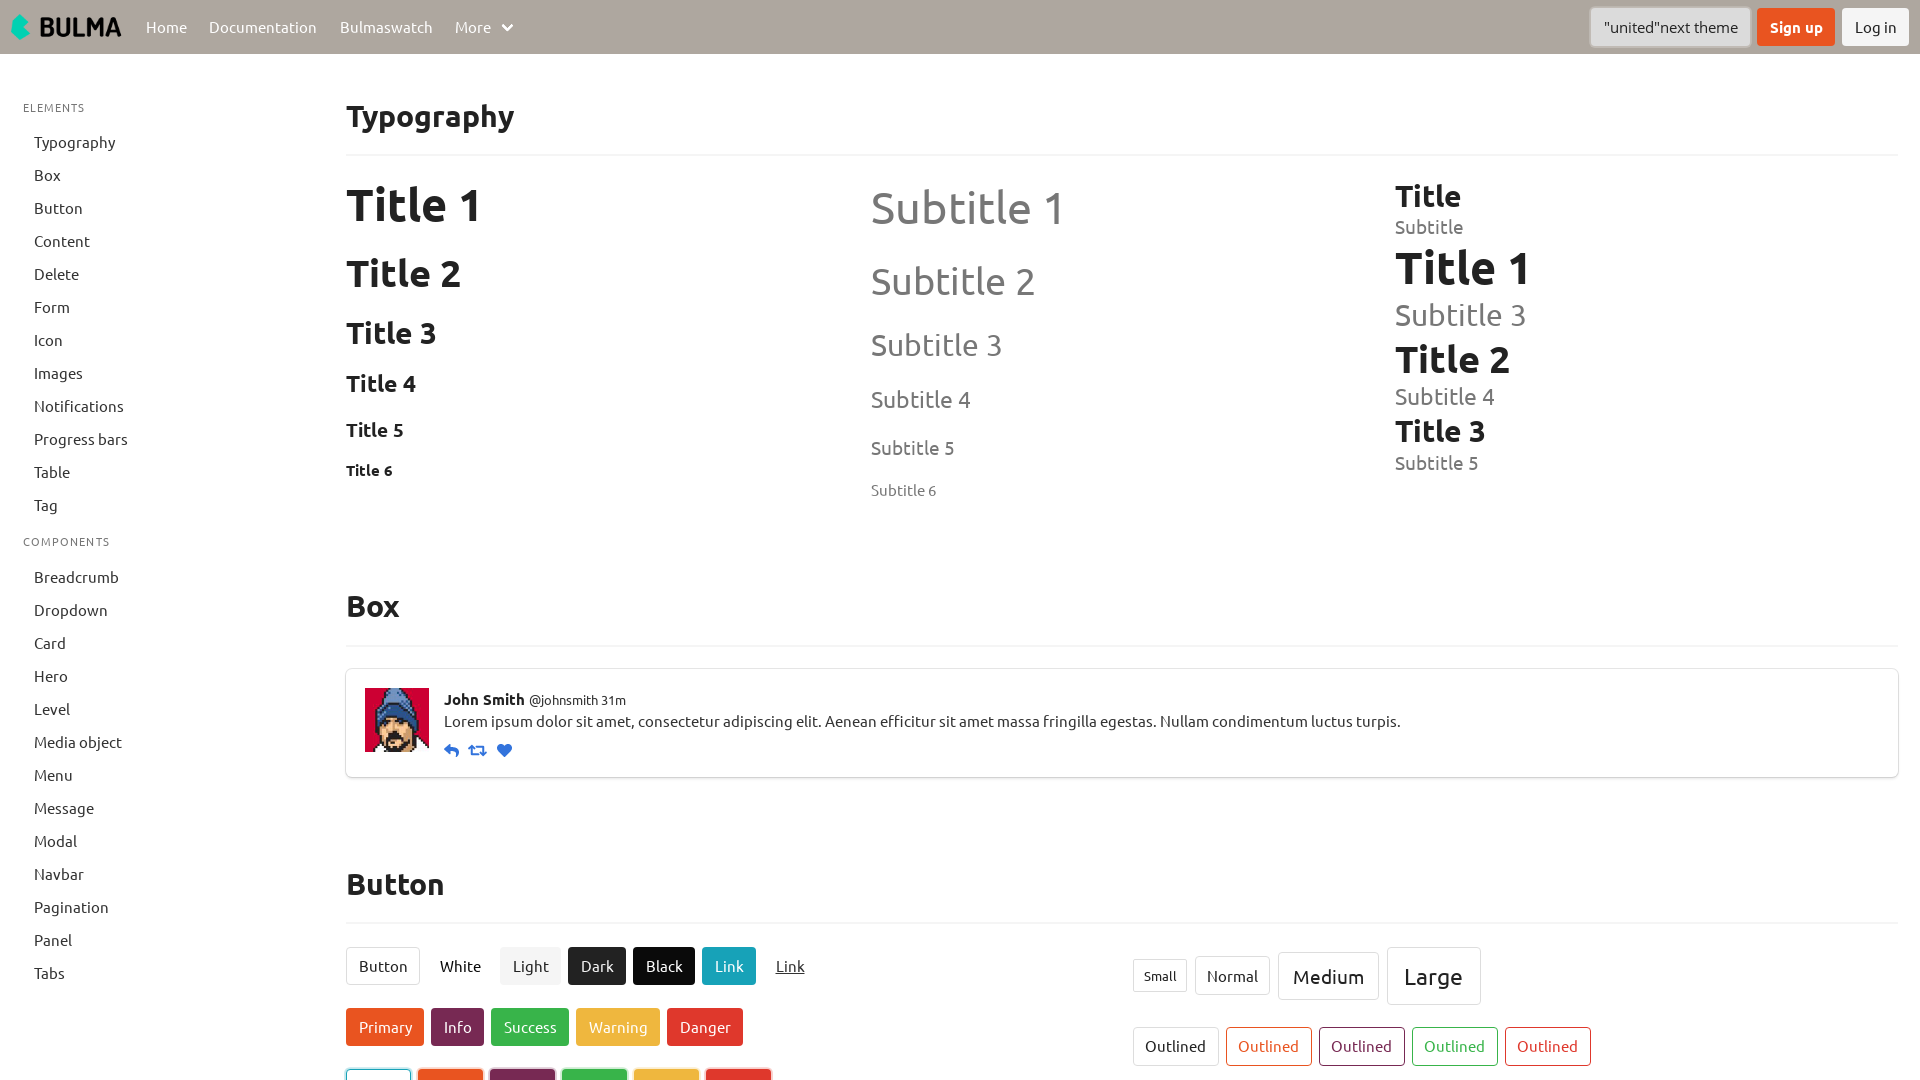 BULMA Home Documentation Bulmaswatch More "united"next theme Sign up Log in
ELEMENTS
Typography
Box
Button
Content
Delete
Form
Icon
Images
Notifications
Progress bars
Table
Tag
COMPONENTS
Breadcrumb
Dropdown
Card
Hero
Level
Media object
Menu
Message
Modal
Navbar
Pagination
Panel
Tabs
Typography
Title 1
Title 2
Title 3
Title 4
Title 5
Title 6
Subtitle 1
Subtitle 2
Subtitle 3
Subtitle 4
Subtitle 5
Subtitle 6
Title
Subtitle
Title 1
Subtitle 3
Title 2
Subtitle 4
Title 3
Subtitle 5
Box
John Smith @johnsmith 31m
Lorem ipsum dolor sit amet, consectetur adipiscing elit. Aenean efficitur sit amet massa fringilla egestas. Nullam condimentum luctus turpis.
Button
Button White Light Dark Black Link Link
Primary Info Success Warning Danger
Small Normal Medium Large
Outlined Outlined Outlined Outlined Outlined